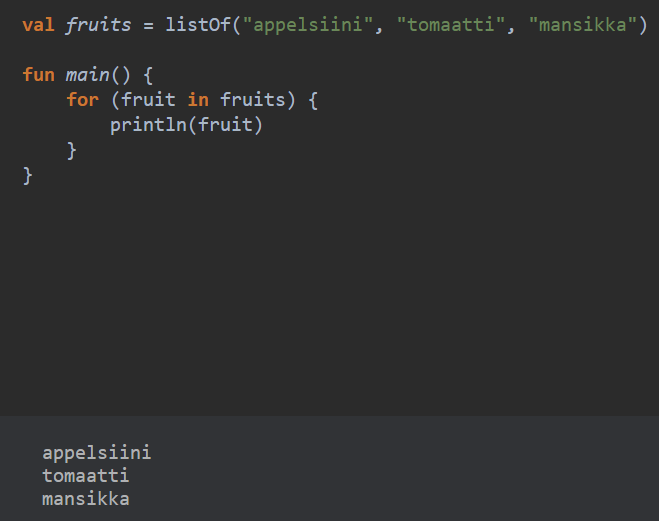 val fruits = listOf("appelsiini", "tomaatti", "mansikka")
fun main() {
for (fruit in fruits) {
println(fruit)
}
}
appelsiini
tomaatti
mansikka